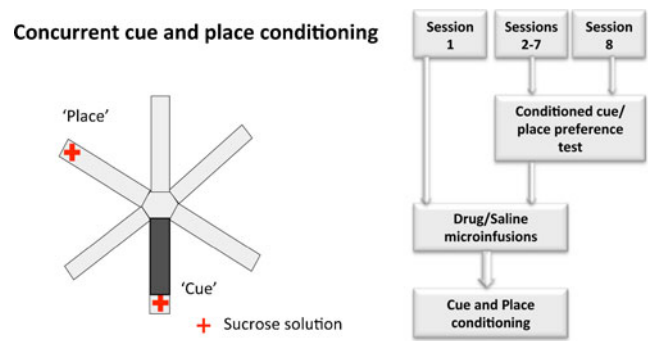 Concurrent cue and place conditioning
'Place'
'Cue'
+ Sucrose solution
Session
1
Sessions
2-7
Session
8
Conditioned cue/
place preference
test
Drug/Saline
microinfusions
Cue and Place
conditioning